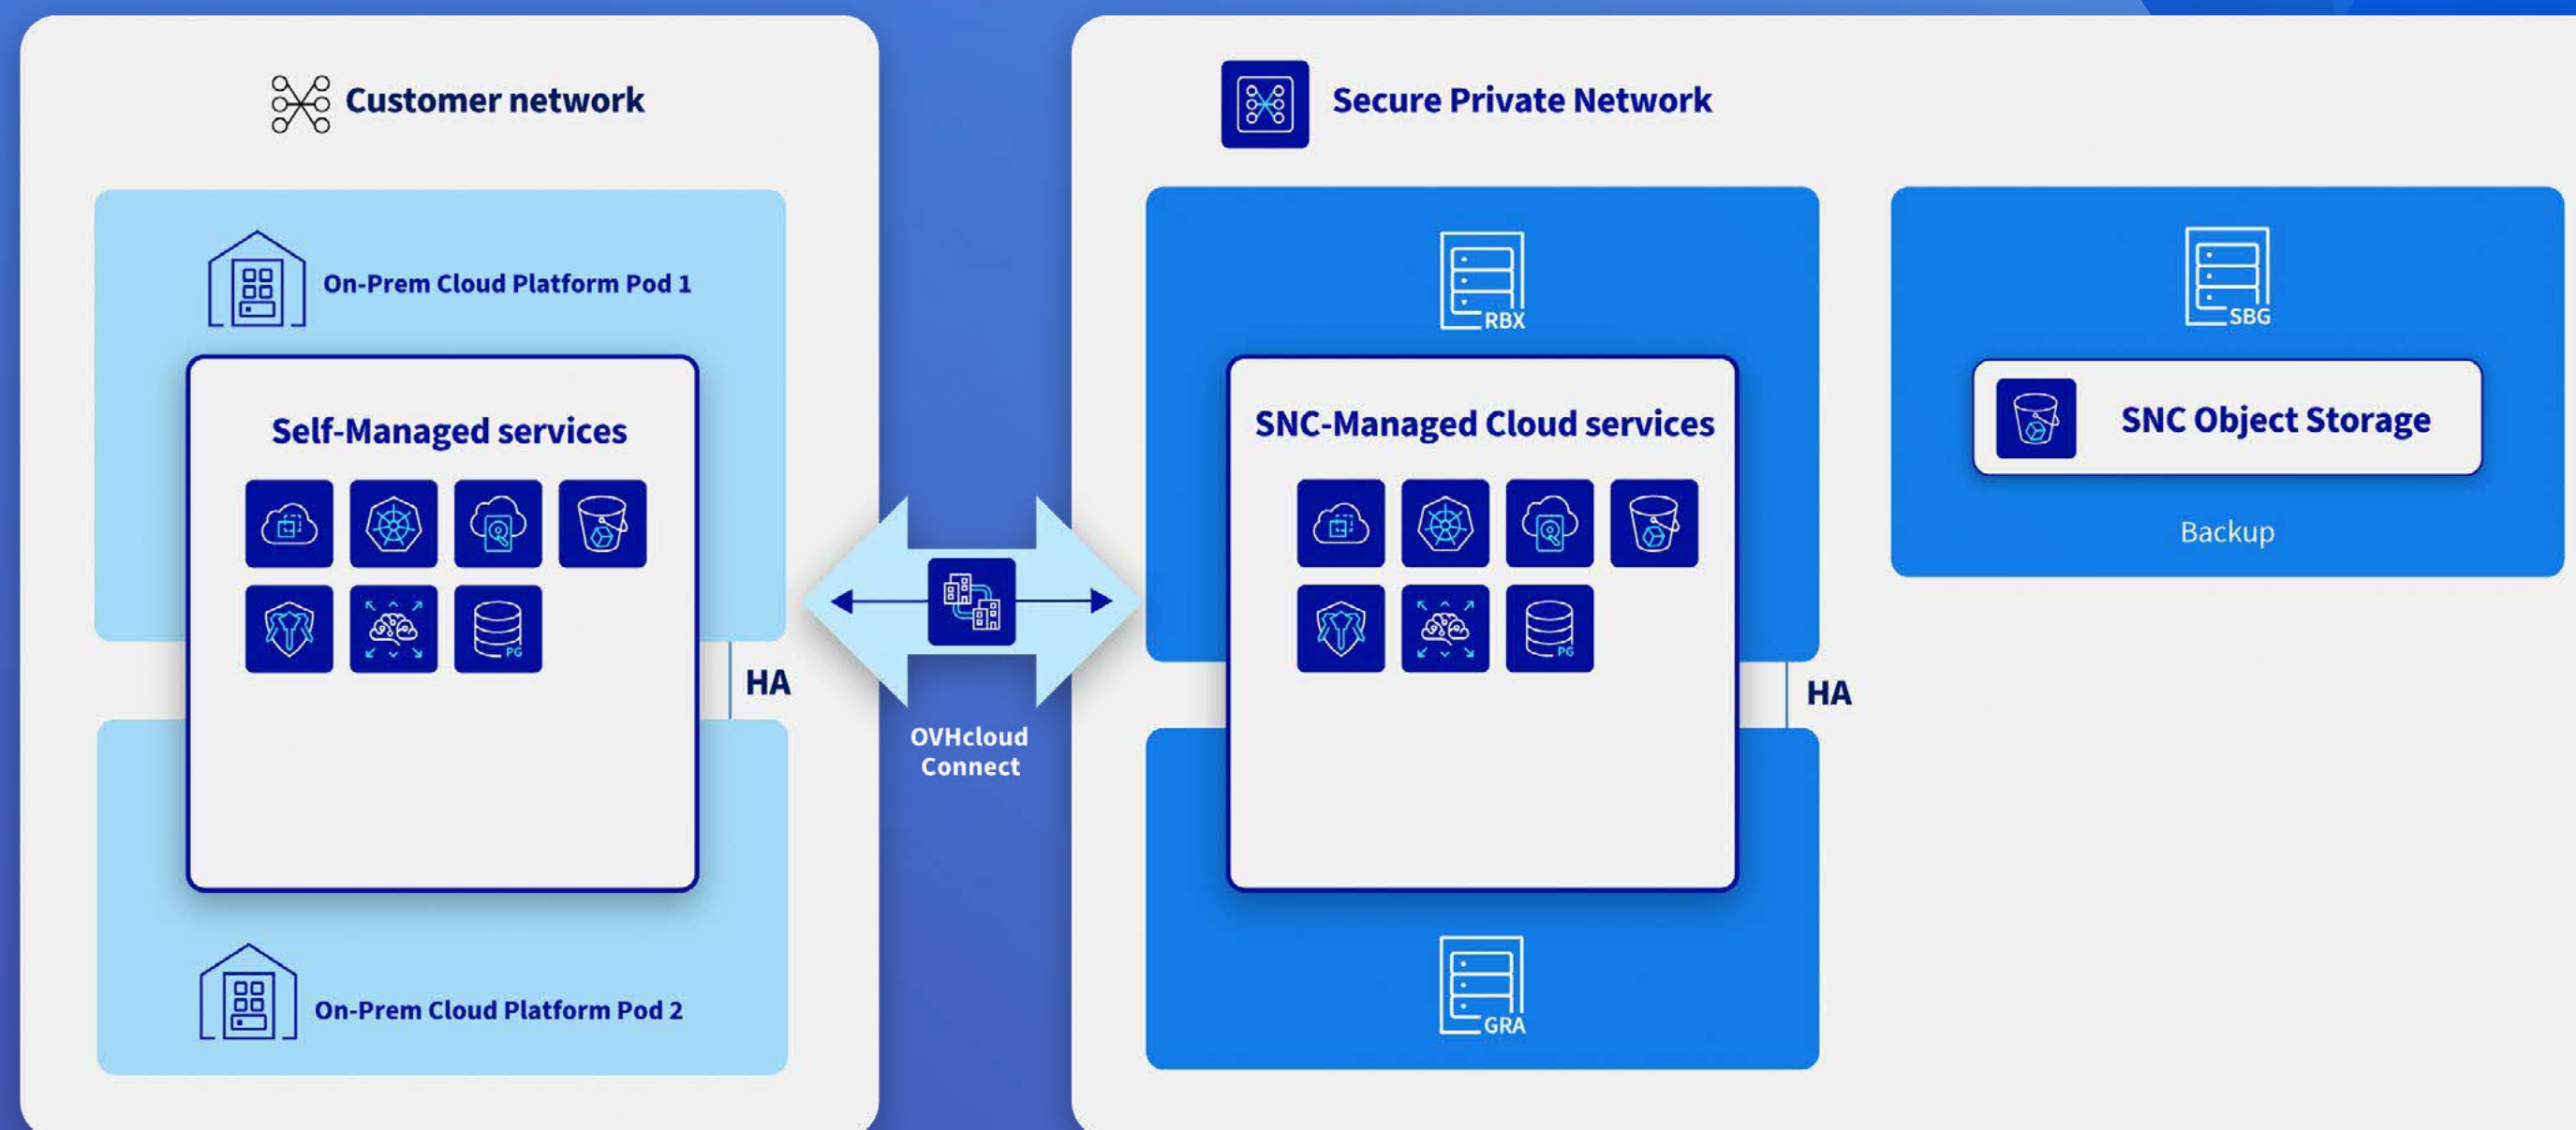 Customer network
On-Prem Cloud Platform Pod 1
Self-Managed services
PG
HA
On-Prem Cloud Platform Pod 2
OVHcloud
Connect
Secure Private Network
RBX
SNC-Managed Cloud services
PG
HA
GRA
SBG
SNC Object Storage
Backup